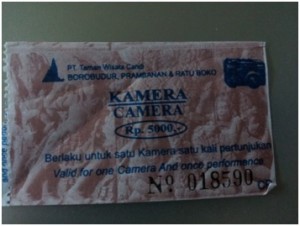 PT. Taman Wisata Candi
BOROBUDUR, PRAMBANAN & RATU BOKO
KAMERA
CAMERA
Rp. 5000,-
Berlaku untuk satu Kamera satu kali pertunjukan
Valid for one Camera And once performance
Nº 018590